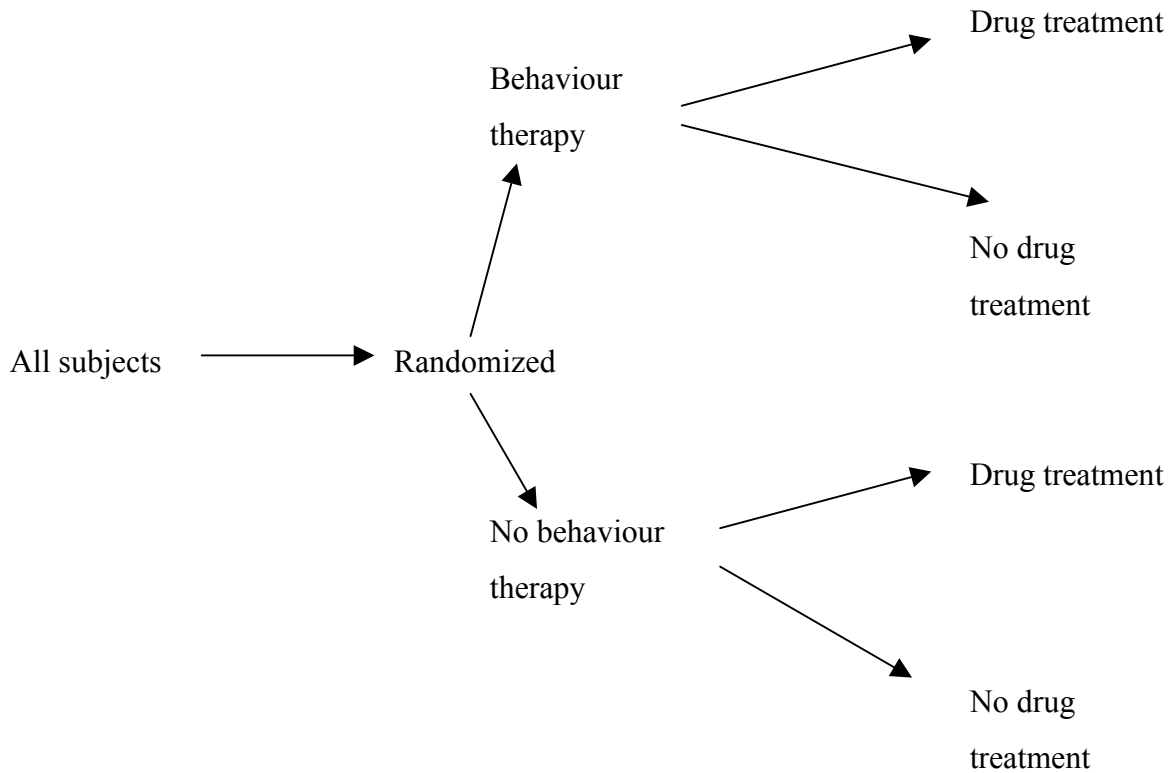 Drug treatment
Behaviour
therapy
No drug
treatment
All subjects
Randomized
Drug treatment
No behaviour
therapy
No drug
treatment